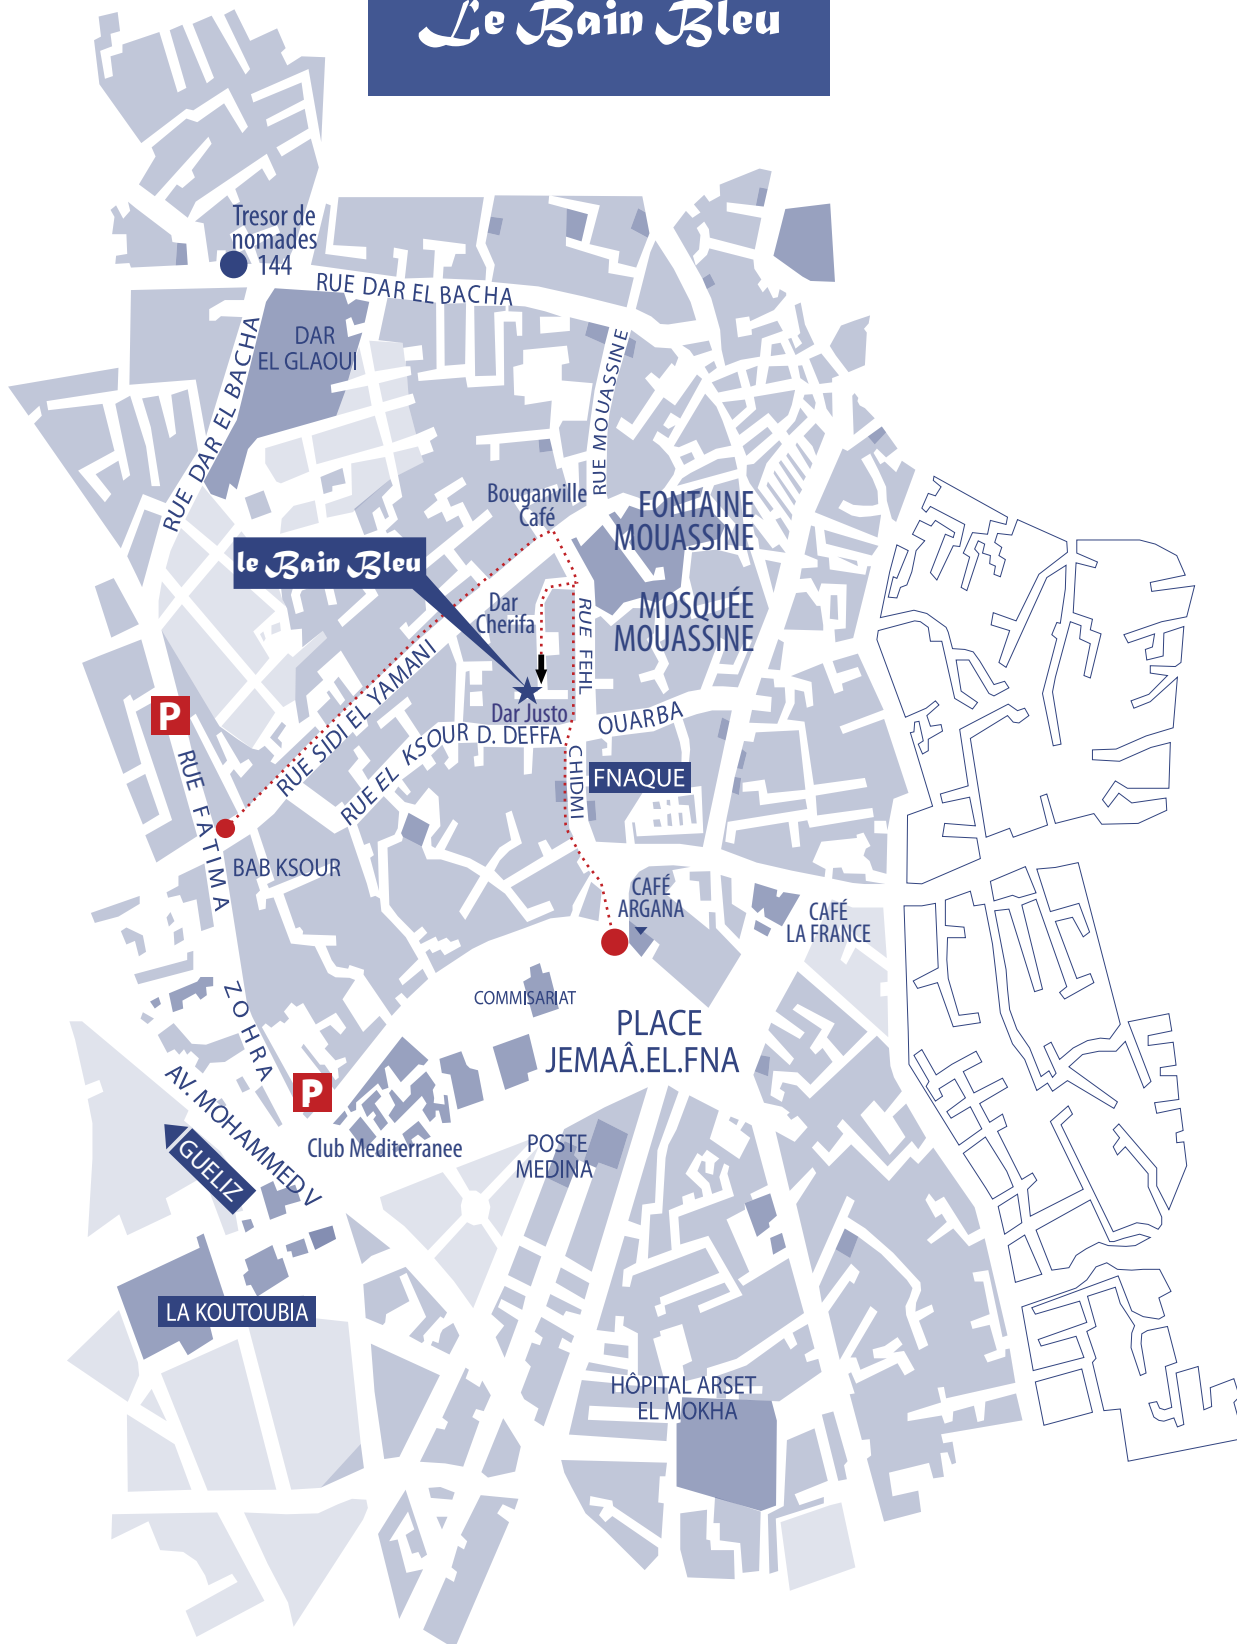 Le Bain Bleu
Tresor de
nomades
144
RUE DAR EL BACHA
DAR
EL GLAOUI
RUE DAR EL BACHA
RUE MOUASSINE
Bouganville
Café
FONTAINE
MOUASSINE
le Bain Bleu
Dar
Cherifa
RUE FEHL
MOSQUÉE
MOUASSINE
RUE SIDI EL YAMANI
P
Dar Justo
RUE EL KSOUR D. DEFFA
OUARBA
CHIDMI
FNAQUE
RUE FATIMA
BAB KSOUR
CAFÉ
ARGANA
CAFÉ
LA FRANCE
ZOHRA
COMMISARIAT
PLACE
JEMAÂ.EL.FNA
P
AV. MOHAMMED V
GUELIZ
Club Mediterranee
POSTE
MEDINA
LA KOUTOUBIA
HÔPITAL ARSET
EL MOKHA